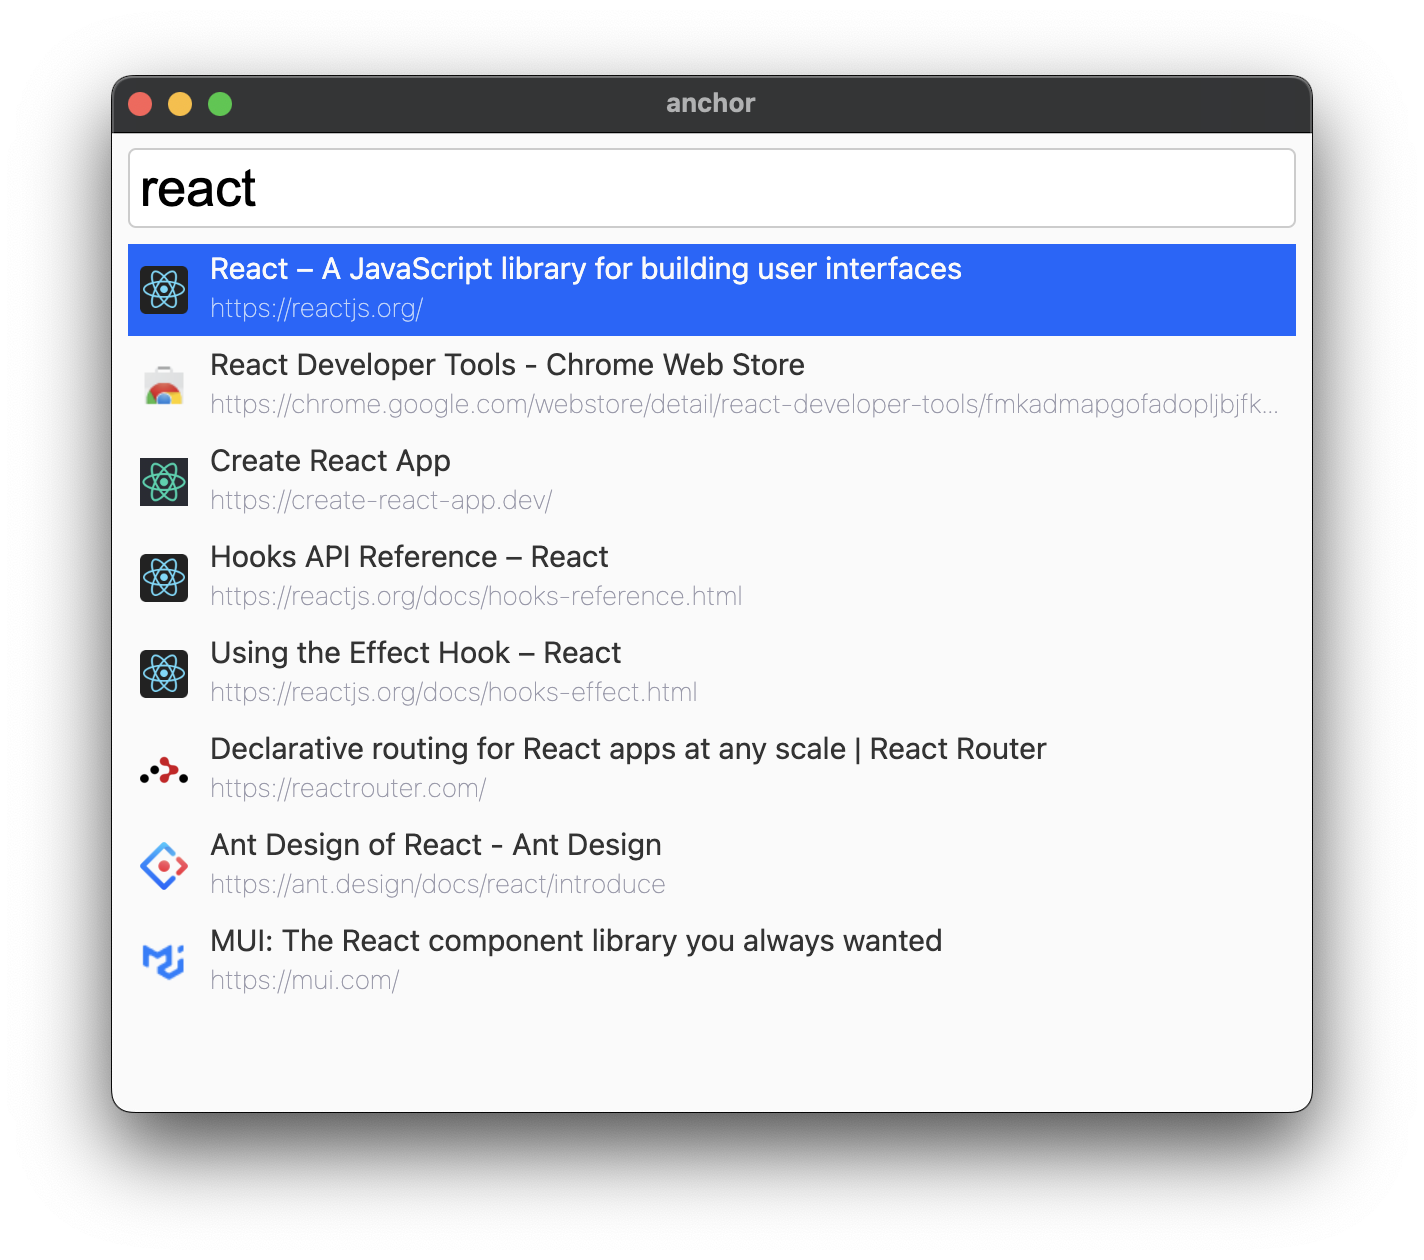 anchor
react
React – A JavaScript library for building user interfaces
https://reactjs.org/
React Developer Tools - Chrome Web Store
https://chrome.google.com/webstore/detail/react-developer-tools/fmkadmapgofadopljbjfk...
Create React App
https://create-react-app.dev/
Hooks API Reference – React
https://reactjs.org/docs/hooks-reference.html
Using the Effect Hook – React
https://reactjs.org/docs/hooks-effect.html
Declarative routing for React apps at any scale | React Router
https://reactrouter.com/
Ant Design of React - Ant Design
https://ant.design/docs/react/introduce
MUI: The React component library you always wanted
https://mui.com/